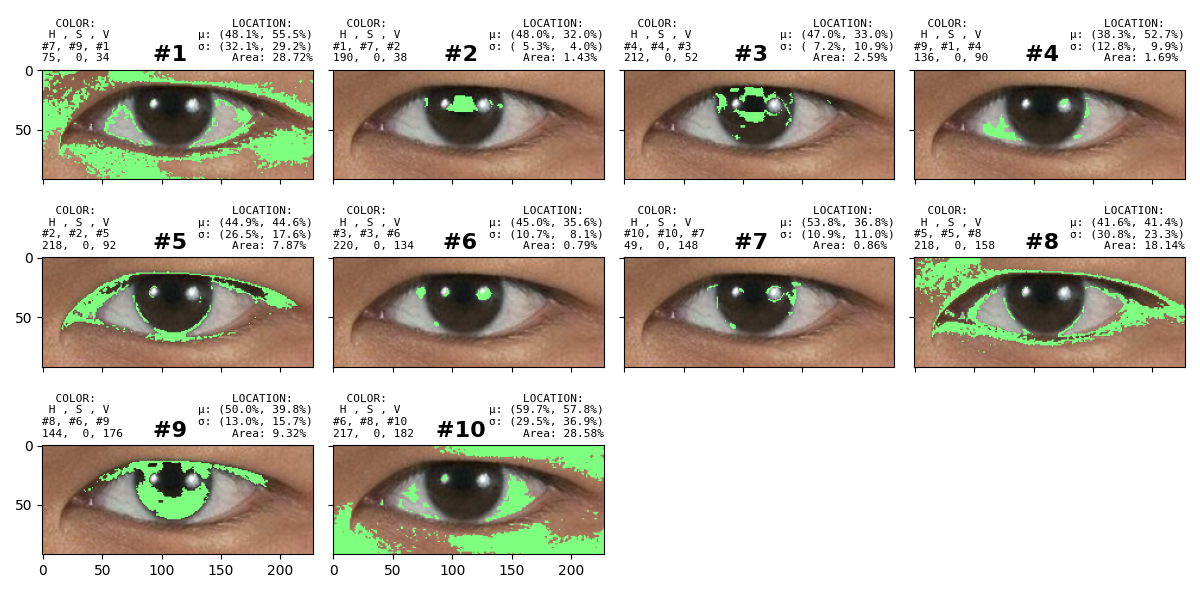 COLOR: LOCATION:
H , S , V μ: (48.1%, 55.5%)
#7, #9, #1 #1 σ: (32.1%, 29.2%)
75, 0, 34 Area: 28.72%
COLOR: LOCATION:
H , S , V μ: (48.0%, 32.0%)
#1, #7, #2 #2 σ: ( 5.3%, 4.0%)
190, 0, 38 Area: 1.43%
COLOR: LOCATION:
H , S , V μ: (47.0%, 33.0%)
#4, #4, #3 #3 σ: ( 7.2%, 10.9%)
212, 0, 52 Area: 2.59%
COLOR: LOCATION:
H , S , V μ: (38.3%, 52.7%)
#9, #1, #4 #4 σ: (12.8%, 9.9%)
136, 0, 90 Area: 1.69%
0
50
COLOR: LOCATION:
H , S , V μ: (44.9%, 44.6%)
#2, #2, #5 #5 σ: (26.5%, 17.6%)
218, 0, 92 Area: 7.87%
COLOR: LOCATION:
H , S , V μ: (45.0%, 35.6%)
#3, #3, #6 #6 σ: (10.7%, 8.1%)
220, 0, 134 Area: 0.79%
COLOR: LOCATION:
H , S , V μ: (53.8%, 36.8%)
#10, #10, #7 #7 σ: (10.9%, 11.0%)
49, 0, 148 Area: 0.86%
COLOR: LOCATION:
H , S , V μ: (41.6%, 41.4%)
#5, #5, #8 #8 σ: (30.8%, 23.3%)
218, 0, 158 Area: 18.14%
0
50
COLOR: LOCATION:
H , S , V μ: (50.0%, 39.8%)
#8, #6, #9 #9 σ: (13.0%, 15.7%)
144, 0, 176 Area: 9.32%
COLOR: LOCATION:
H , S , V μ: (59.7%, 57.8%)
#6, #8, #10 #10 σ: (29.5%, 36.9%)
217, 0, 182 Area: 28.58%
0
50
0 50 100 150 200
0 50 100 150 200